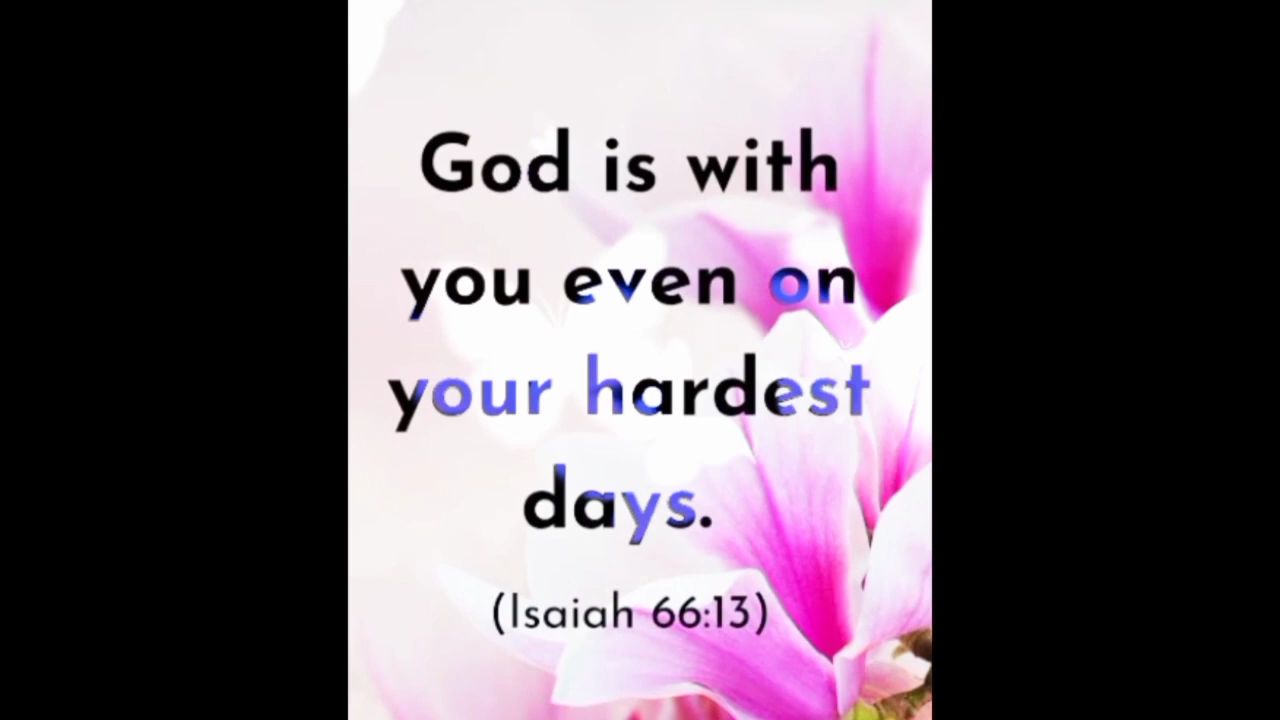 God is with
you even on
your hardest
days.
(Isaiah 66:13)